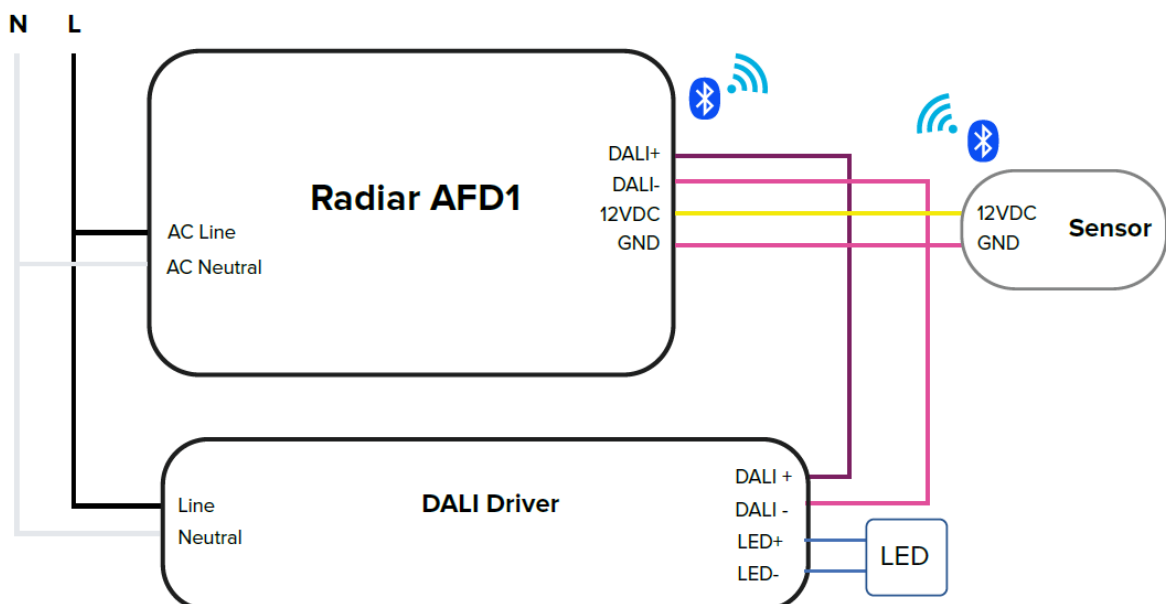 N L
Radiar AFD1
AC Line
AC Neutral
DALI+
DALI-
12VDC
GND
12VDC
GND
Sensor
DALI Driver
Line
Neutral
DALI +
DALI -
LED+
LED-
LED